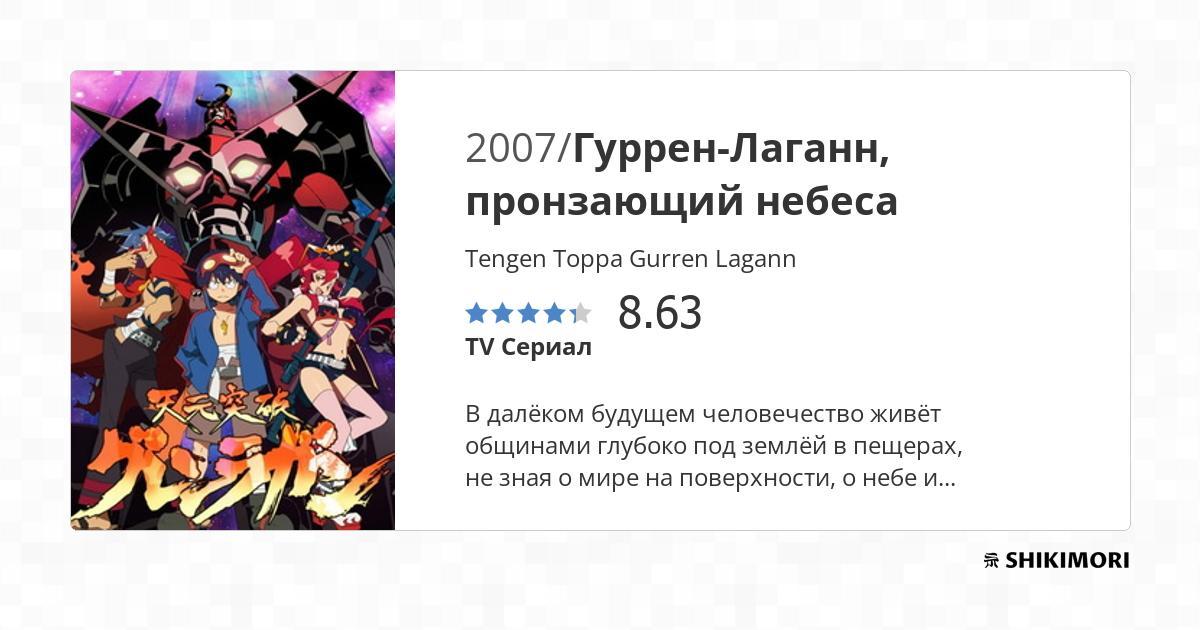 天元突破
グレンラガン
2007/Гуррен-Лаганн,
пронзающий небеса
Tengen Toppa Gurren Lagann
8.63
TV Сериал
В далёком будущем человечество живёт
общинами глубоко под землёй в пещерах,
не зная о мире на поверхности, о небе и...
SHIKIMORI